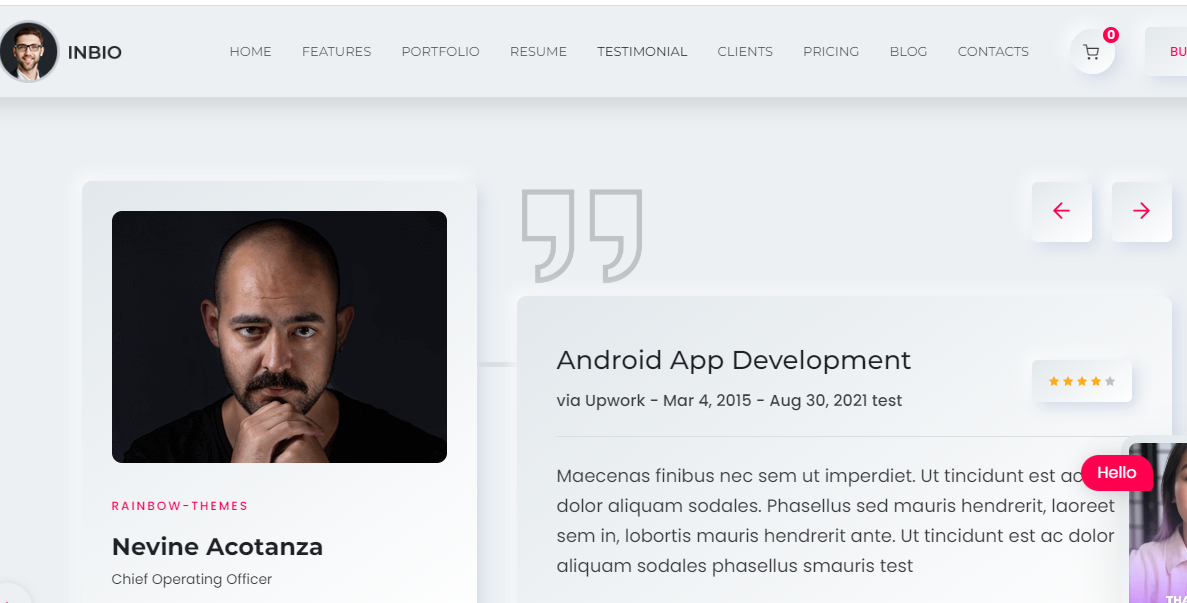 INBIO
HOME FEATURES PORTFOLIO RESUME TESTIMONIAL CLIENTS PRICING BLOG CONTACTS
0
BU
Android App Development
via Upwork - Mar 4, 2015 - Aug 30, 2021 test
Maecenas finibus nec sem ut imperdiet. Ut tincidunt est ac
dolor aliquam sodales. Phasellus sed mauris hendrerit, laoreet
sem in, lobortis mauris hendrerit ante. Ut tincidunt est ac dolor
aliquam sodales phasellus smauris test
Hello
RAINBOW-THEMES
Nevine Acotanza
Chief Operating Officer